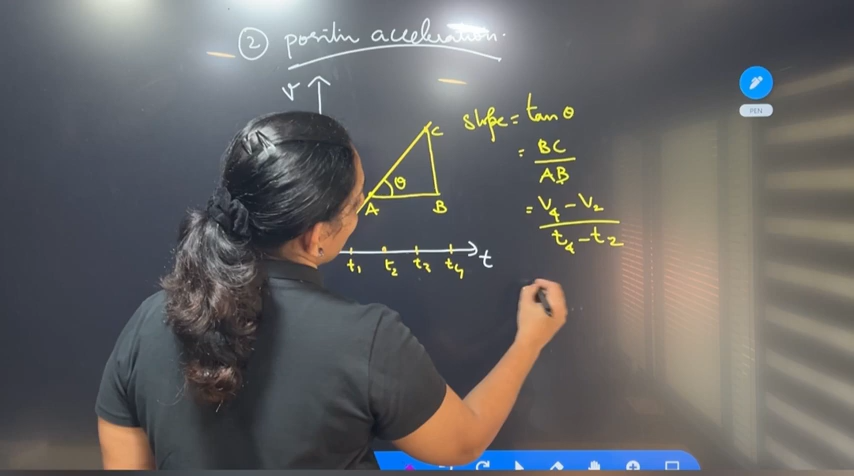 ② positiv acceleration.
v
C
θ
A B
t₁ t₂ t₃ t₄ t
slope = tan θ
= BC/AB
= V₄ - V₂/t₄ - t₂
PEN